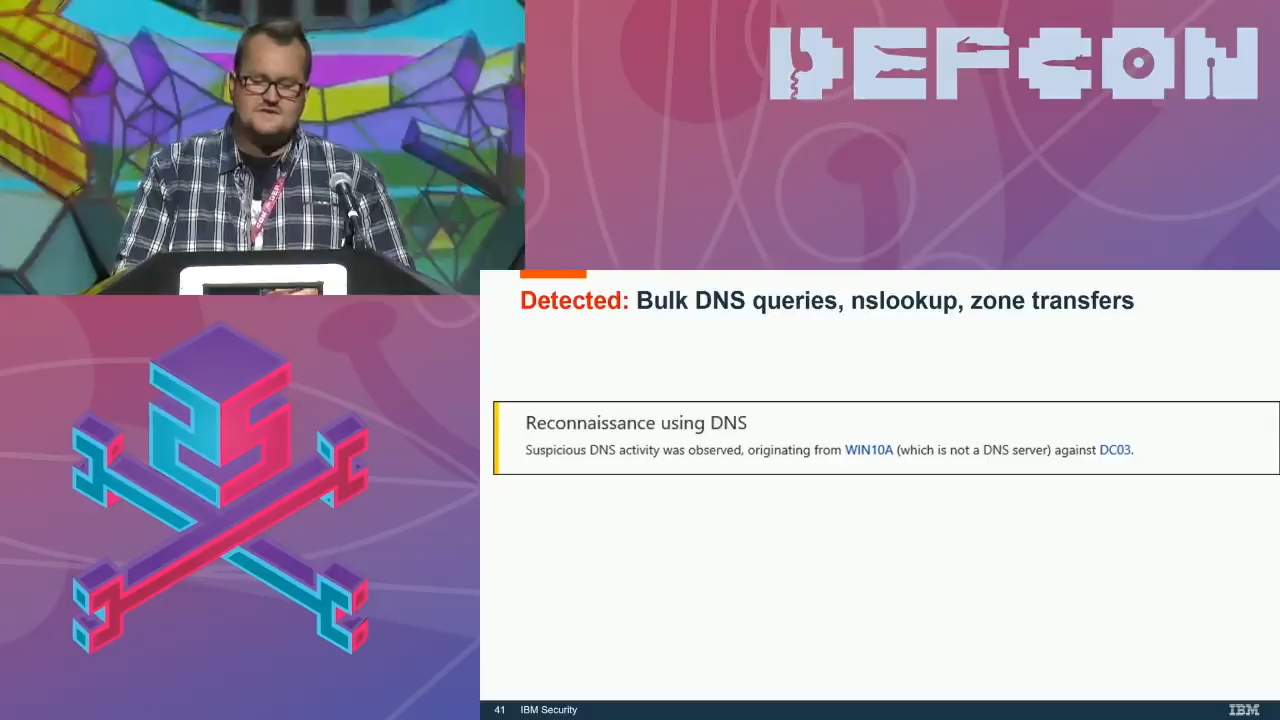 DEFCON
Detected: Bulk DNS queries, nslookup, zone transfers
Reconnaissance using DNS
Suspicious DNS activity was observed, originating from WIN10A (which is not a DNS server) against DC03.
41 IBM Security
IBM